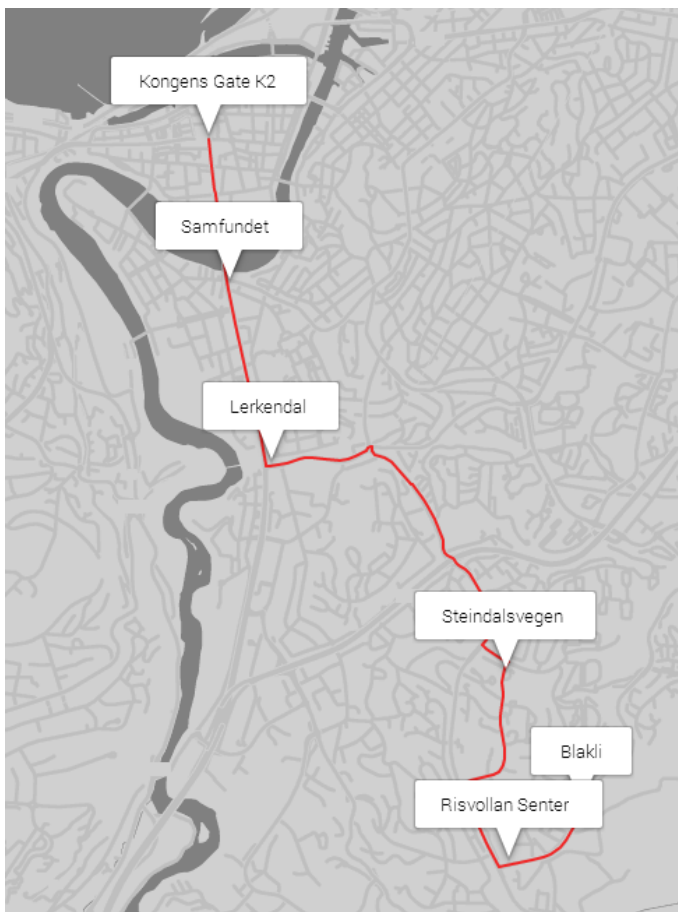 Kongens Gate K2
Samfundet
Lerkendal
Steindalsvegen
Blakli
Risvollan Senter